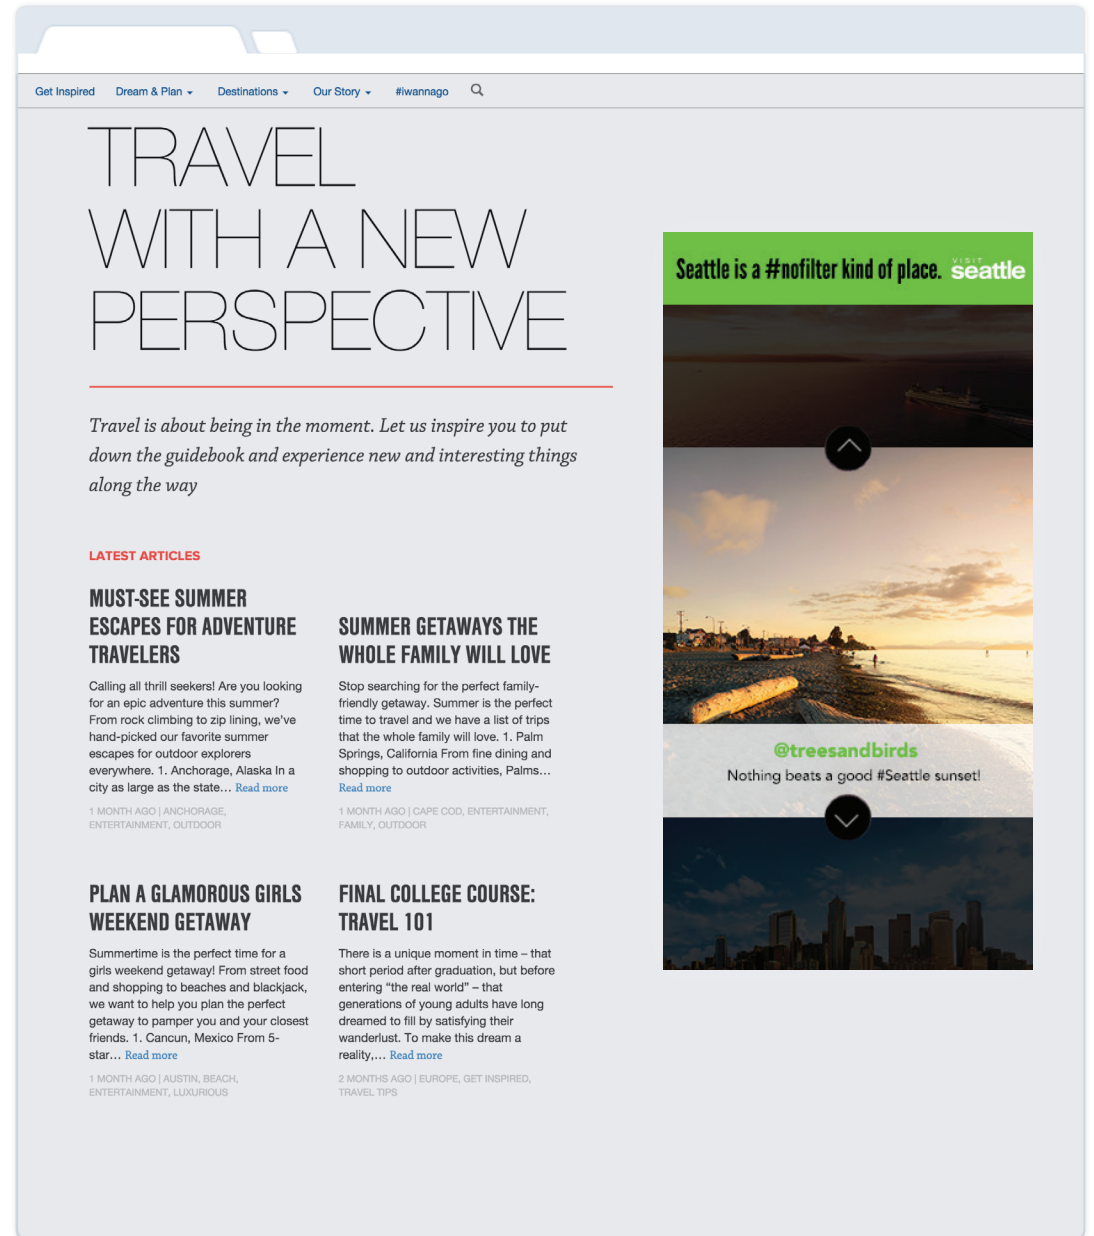 Get Inspired Dream & Plan Destinations Our Story #iwannago
TRAVEL
WITH A NEW
PERSPECTIVE
Travel is about being in the moment. Let us inspire you to put
down the guidebook and experience new and interesting things
along the way
LATEST ARTICLES
MUST-SEE SUMMER
ESCAPES FOR ADVENTURE
TRAVELERS
Calling all thrill seekers! Are you looking
for an epic adventure this summer?
From rock climbing to zip lining, we've
hand-picked our favorite summer
escapes for outdoor explorers
everywhere. 1. Anchorage, Alaska In a
city as large as the state… Read more
1 MONTH AGO | ANCHORAGE,
ENTERTAINMENT, OUTDOOR
SUMMER GETAWAYS THE
WHOLE FAMILY WILL LOVE
Stop searching for the perfect family-
friendly getaway. Summer is the perfect
time to travel and we have a list of trips
that the whole family will love. 1. Palm
Springs, California From fine dining and
shopping to outdoor activities, Palms…
Read more
1 MONTH AGO | CAPE COD, ENTERTAINMENT,
FAMILY, OUTDOOR
PLAN A GLAMOROUS GIRLS
WEEKEND GETAWAY
Summertime is the perfect time for a
girls weekend getaway! From street food
and shopping to beaches and blackjack,
we want to help you plan the perfect
getaway to pamper you and your closest
friends. 1. Cancun, Mexico From 5-
star… Read more
1 MONTH AGO | AUSTIN, BEACH,
ENTERTAINMENT, LUXURIOUS
FINAL COLLEGE COURSE:
TRAVEL 101
There is a unique moment in time – that
short period after graduation, but before
entering “the real world” – that
generations of young adults have long
dreamed to fill by satisfying their
wanderlust. To make this dream a
reality,… Read more
2 MONTHS AGO | EUROPE, GET INSPIRED,
TRAVEL TIPS
Seattle is a #nofilter kind of place.
VISIT
seattle
@treesandbirds
Nothing beats a good #Seattle sunset!